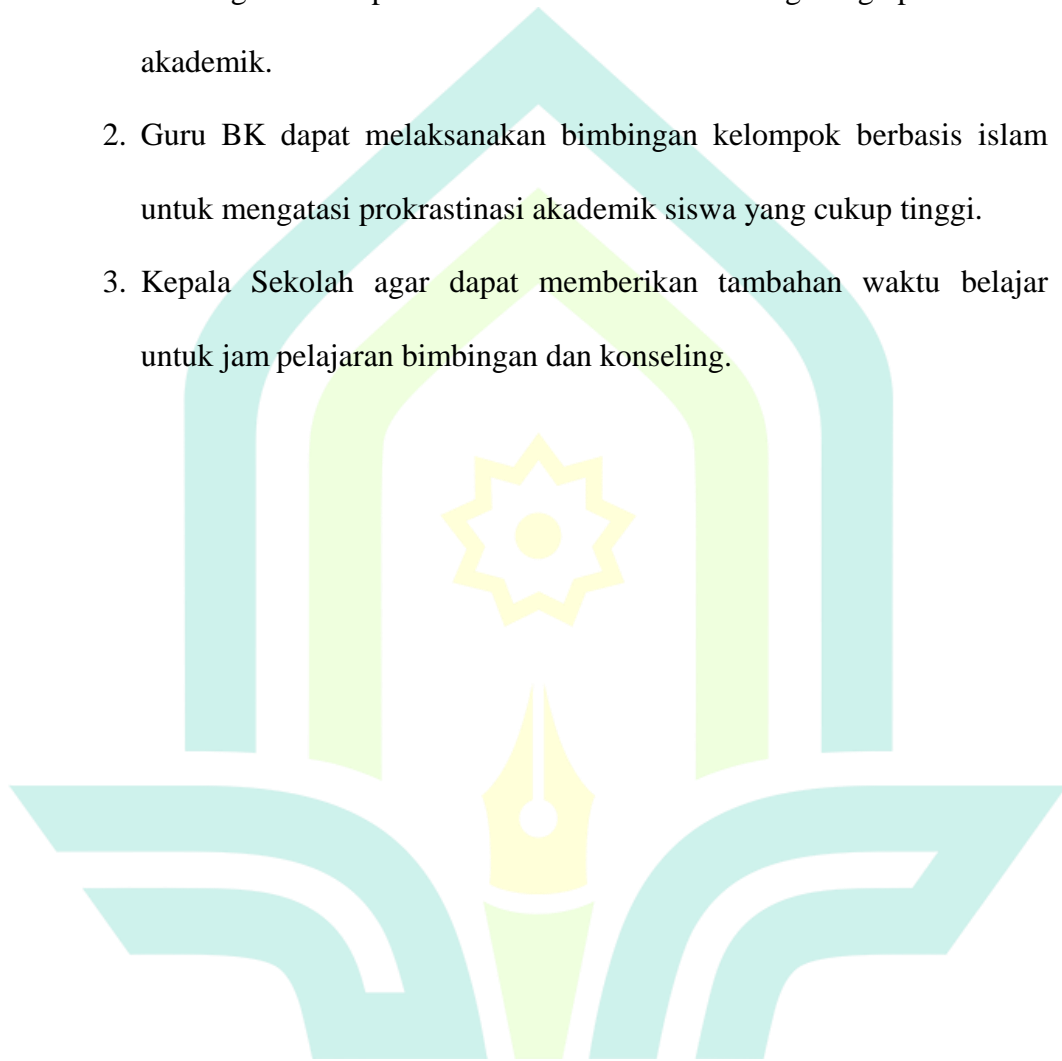 akademik.
2. Guru BK dapat melaksanakan bimbingan kelompok berbasis islam
untuk mengatasi prokrastinasi akademik siswa yang cukup tinggi.
3. Kepala Sekolah agar dapat memberikan tambahan waktu belajar
untuk jam pelajaran bimbingan dan konseling.